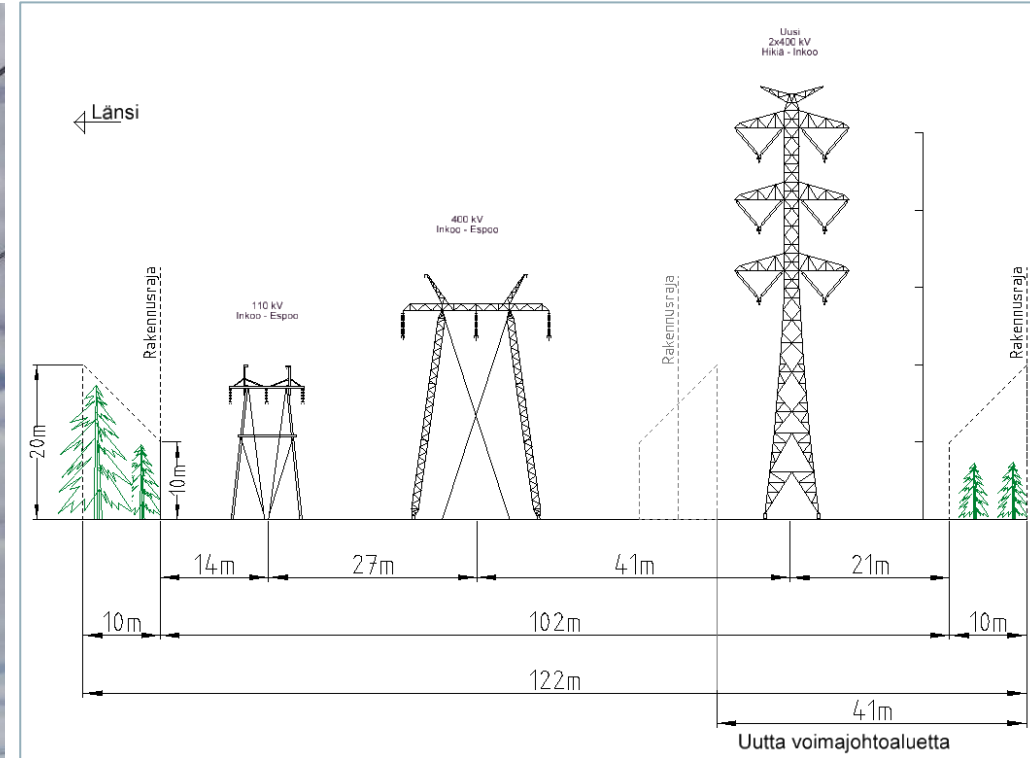 Uusi
2x400 kV
Hikiä - Inkoo
Länsi
400 kV
Inkoo - Espoo
110 kV
Inkoo - Espoo
Rakennusraja
Rakennusraja
Rakennusraja
20m
10m
14m
27m
41m
21m
10m
102m
10m
122m
41m
Uutta voimajohtoaluetta